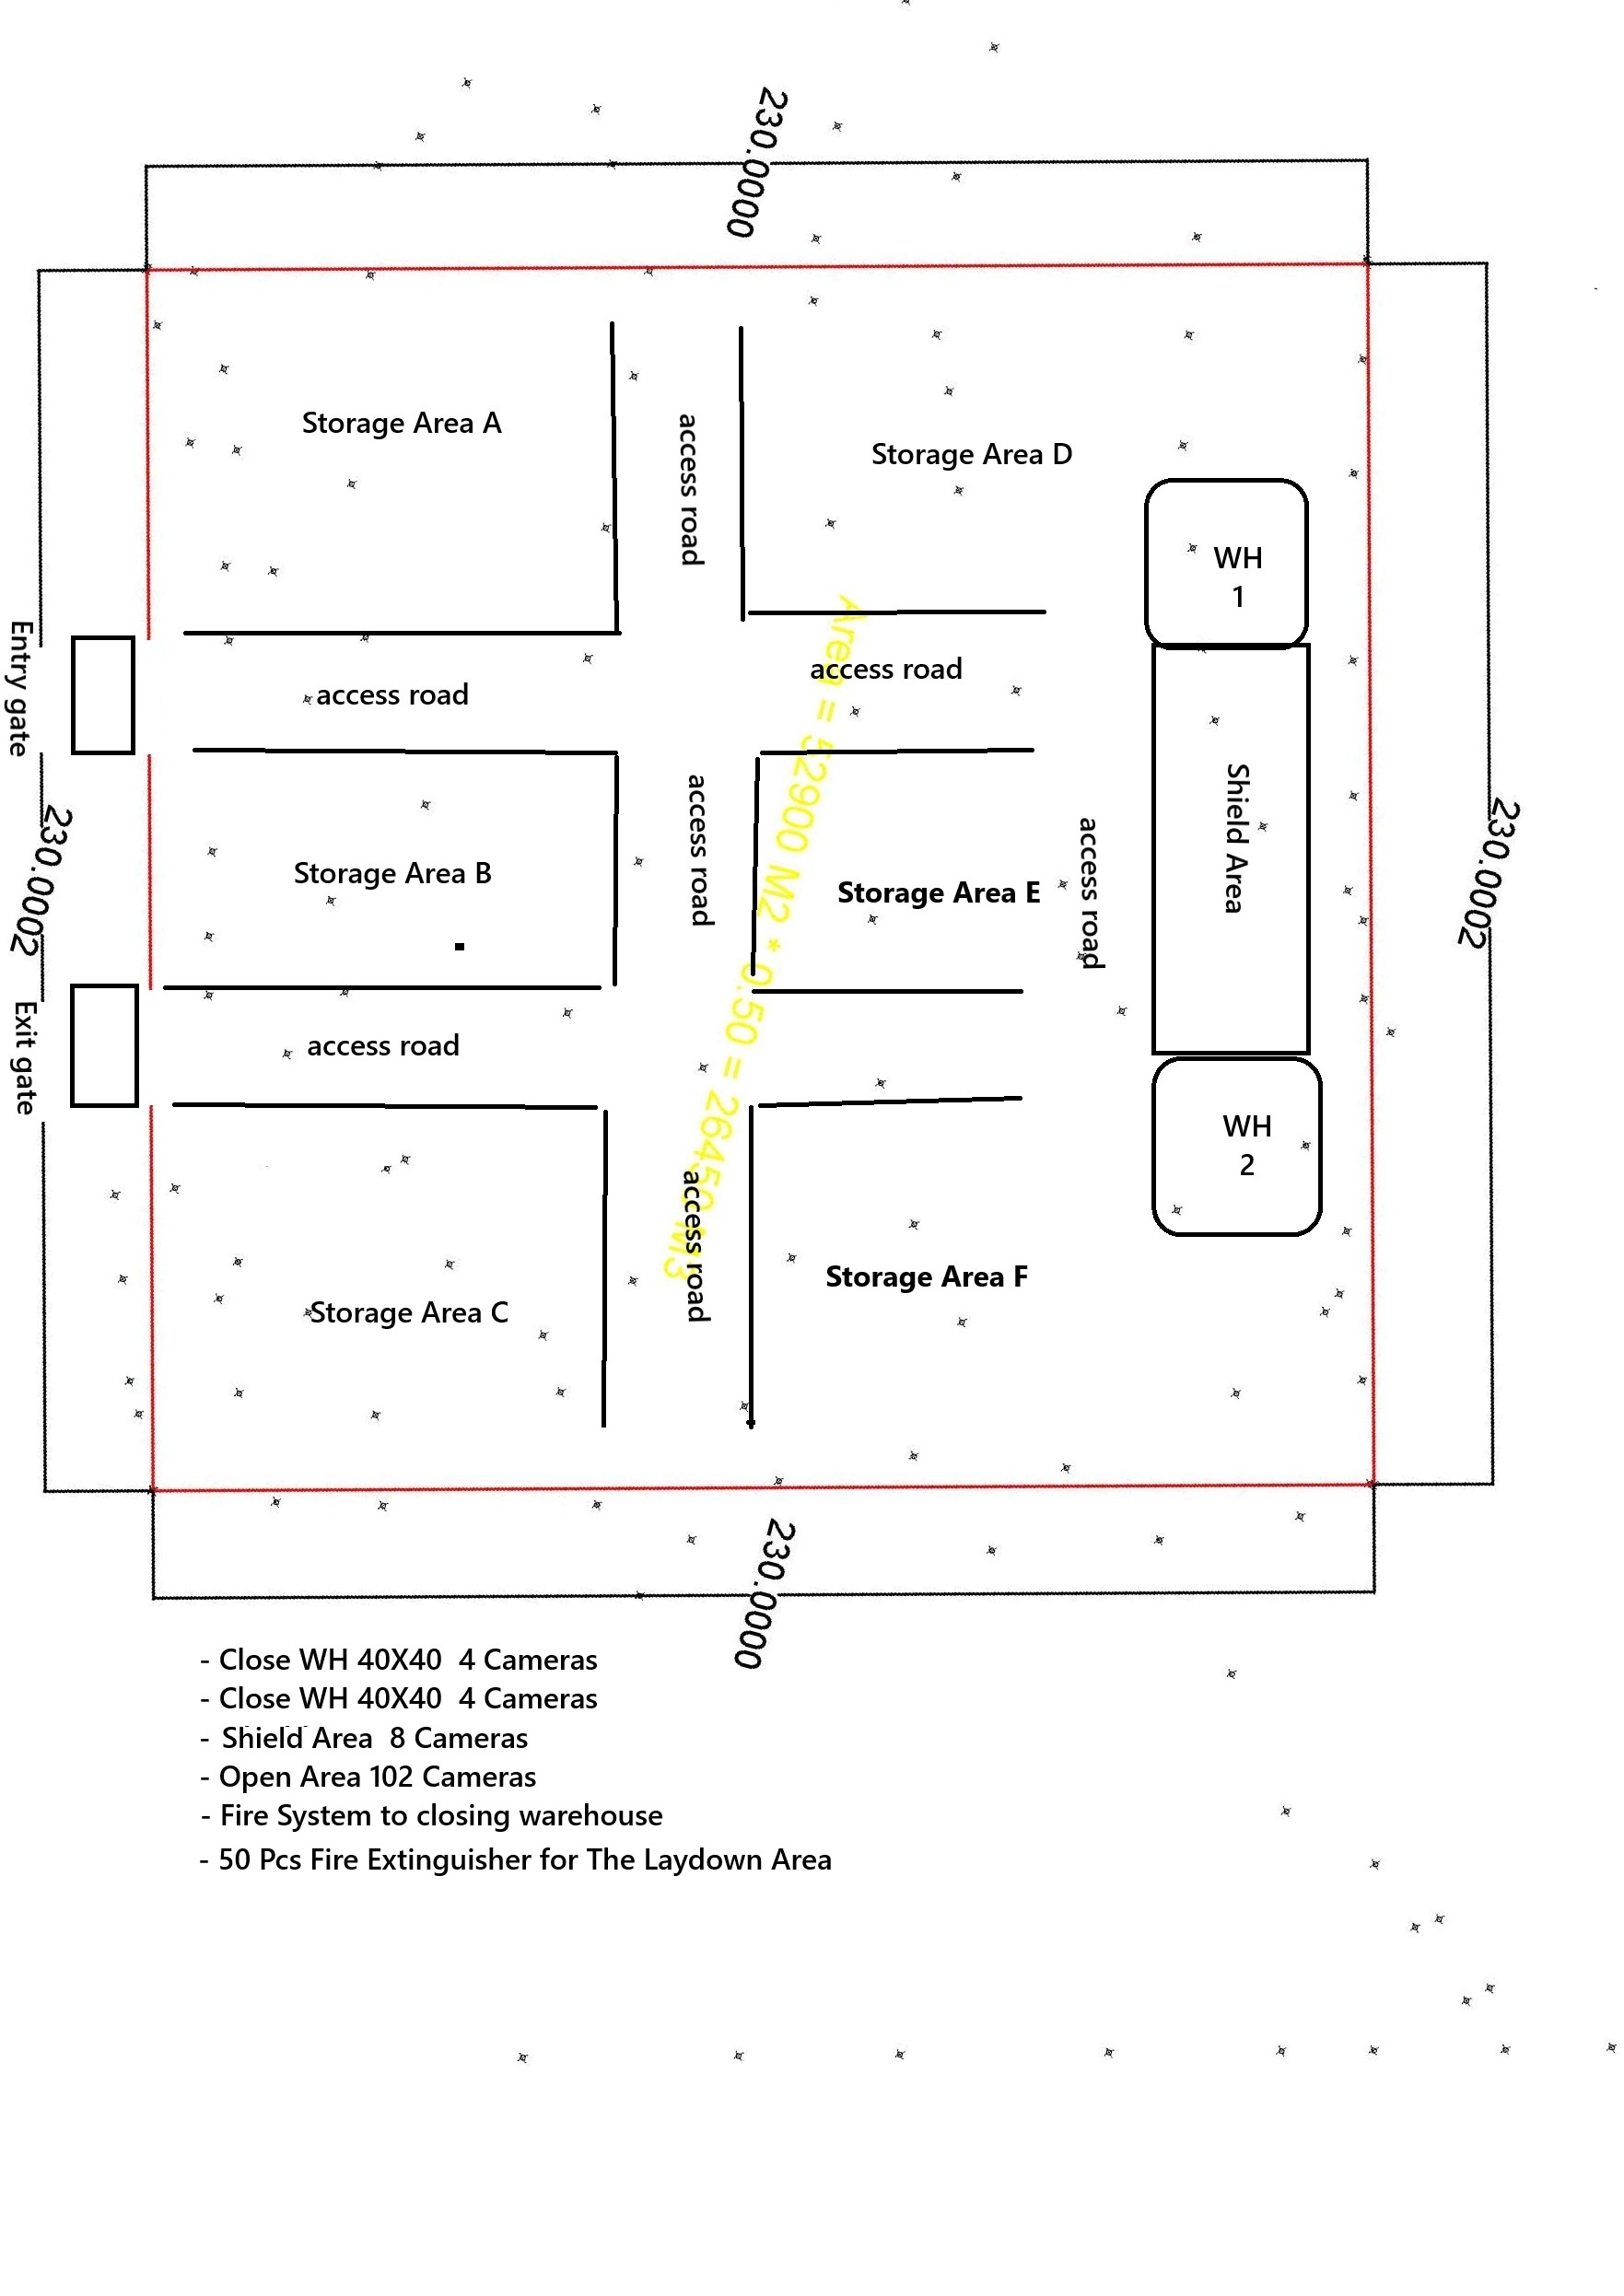 230.0000
Storage Area A
access road
Storage Area D
WH
1
Entry gate
access road
access road
Area = 52900 M2 * 0.50 = 26450 M3
Shield Area
230.0002
access road
access road
230.0002
Storage Area B
Storage Area E
Exit gate
access road
WH
2
access road
Storage Area C
Storage Area F
230.0000
- Close WH 40X40 4 Cameras
- Close WH 40X40 4 Cameras
- Shield Area 8 Cameras
- Open Area 102 Cameras
- Fire System to closing warehouse
- 50 Pcs Fire Extinguisher for The Laydown Area